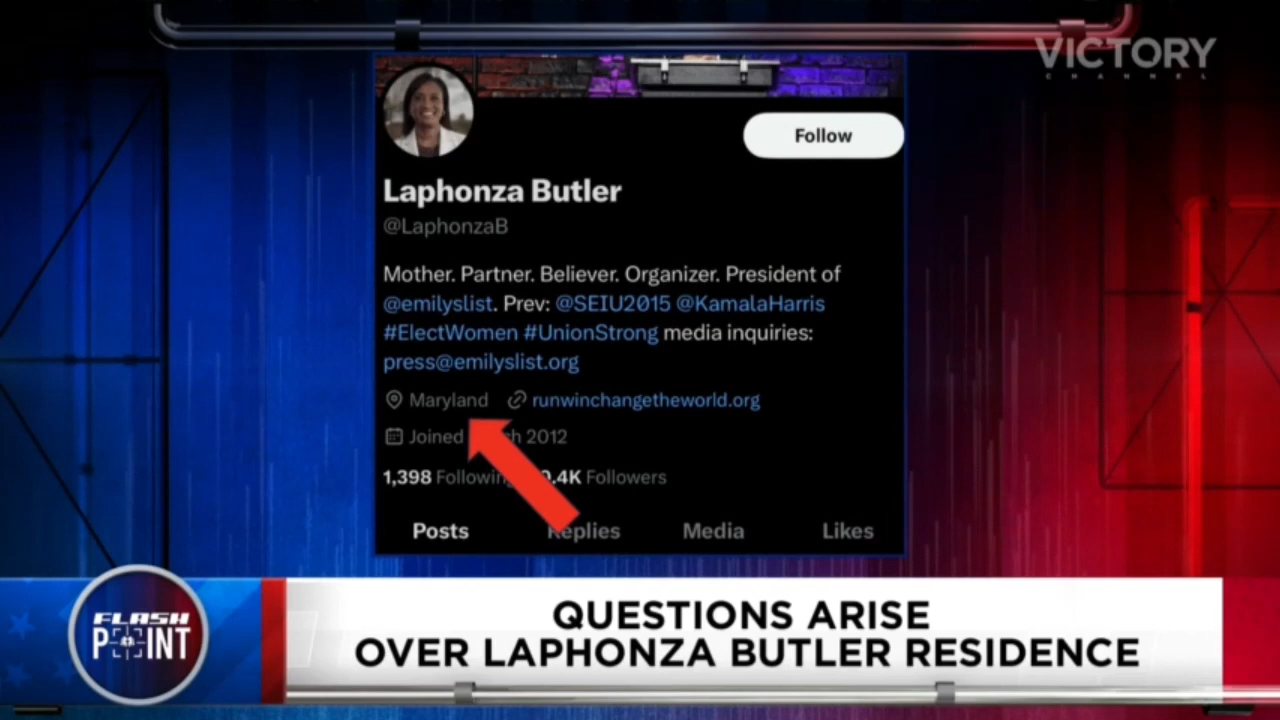 VICTORY
CHANNEL
Follow
Laphonza Butler
@LaphonzaB
Mother. Partner. Believer. Organizer. President of
@emilyslist. Prev: @SEIU2015 @KamalaHarris
#ElectWomen #UnionStrong media inquiries:
press@emilyslist.org
Maryland runwinchangetheworld.org
Joined 2012
1,398 Following .4K Followers
Posts Replies Media Likes
FLASH
POINT
QUESTIONS ARISE
OVER LAPHONZA BUTLER RESIDENCE